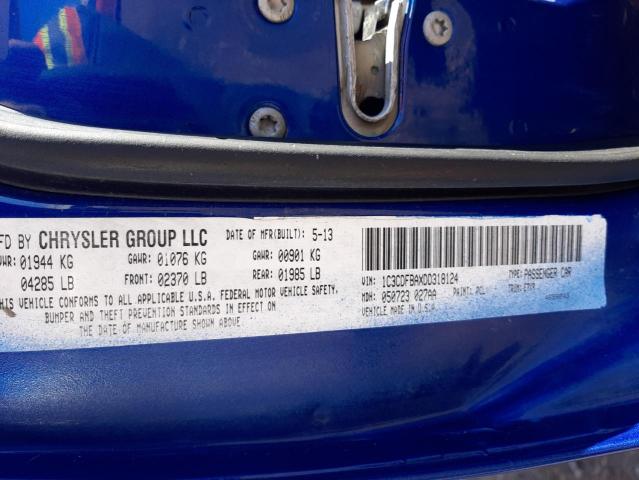 FD BY CHRYSLER GROUP LLC DATE OF MFR(BUILT): 5-13
WR: 01944 KG GAWR: 01076 KG GAWR: 00901 KG
04285 LB FRONT: 02370 LB REAR: 01985 LB
HIS VEHICLE CONFORMS TO ALL APPLICABLE U.S.A. FEDERAL MOTOR VEHICLE SAFETY,
BUMPER AND THEFT PREVENTION STANDARDS IN EFFECT ON
THE DATE OF MANUFACTURE SHOWN ABOVE.
VIN: 1C3CDFBAXDD318124 TYPE: PASSENGER CAR
MDH: 050723 027AA PAINT: PCL TRIM:
VEHICLE MADE IN U.S.A.